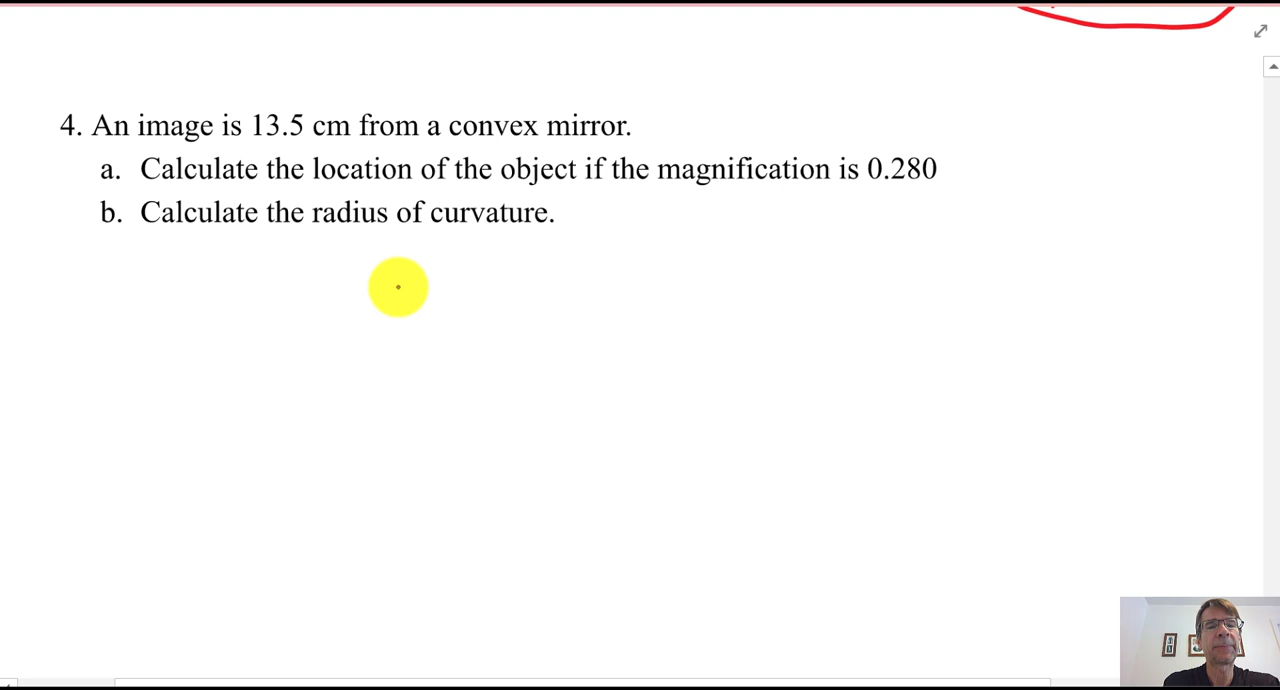 4. An image is 13.5 cm from a convex mirror.
a. Calculate the location of the object if the magnification is 0.280
b. Calculate the radius of curvature.